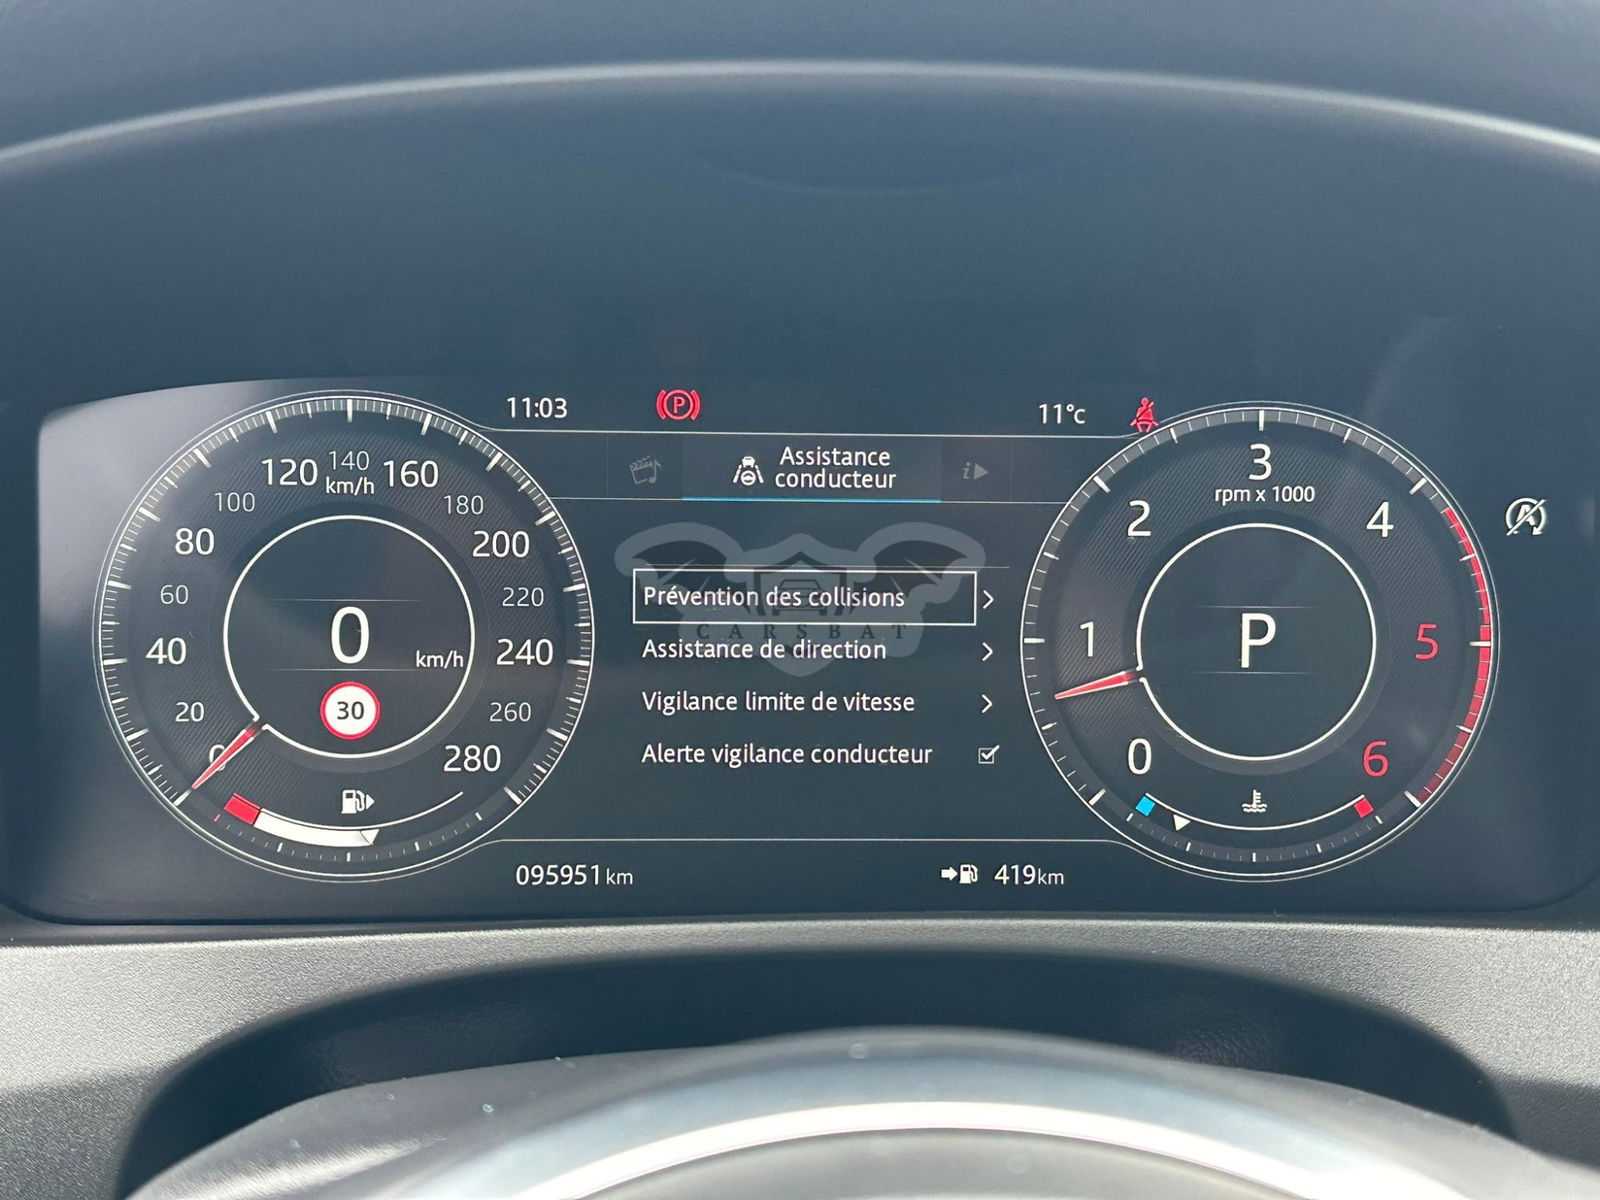 11:03
P
11°c
Assistance
conducteur
120
140
160
km/h
100
180
80
200
60
220
40
240
20
260
0
280
0
km/h
30
Prévention des collisions
CARSBAT
Assistance de direction
Vigilance limite de vitesse
Alerte vigilance conducteur
3
rpm x 1000
2
4
1
5
0
6
P
A
i
095951 km
419 km